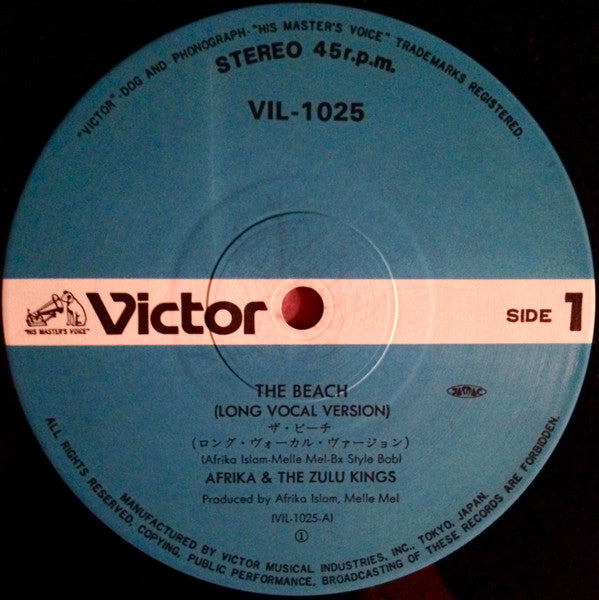 "VICTOR"-DOG AND PHONOGRAPH-"HIS MASTER'S VOICE" TRADEMARKS REGISTERED.
STEREO 45r.p.m.
VIL-1025
"HIS MASTER'S VOICE"
Victor
SIDE 1
THE BEACH
(LONG VOCAL VERSION)
ザ・ビーチ
(ロング・ヴォーカル・ヴァージョン)
(Afrika Islam-Melle Mel-Bx Style Bob)
AFRIKA & THE ZULU KINGS
Produced by Afrika Islam, Melle Mel
(VIL-1025-A)
①
MANUFACTURED BY VICTOR MUSICAL INDUSTRIES, INC., TOKYO, JAPAN.
ALL RIGHTS RESERVED, COPYING, PUBLIC PERFORMANCE, BROADCASTING OF THESE RECORDS ARE FORBIDDEN.